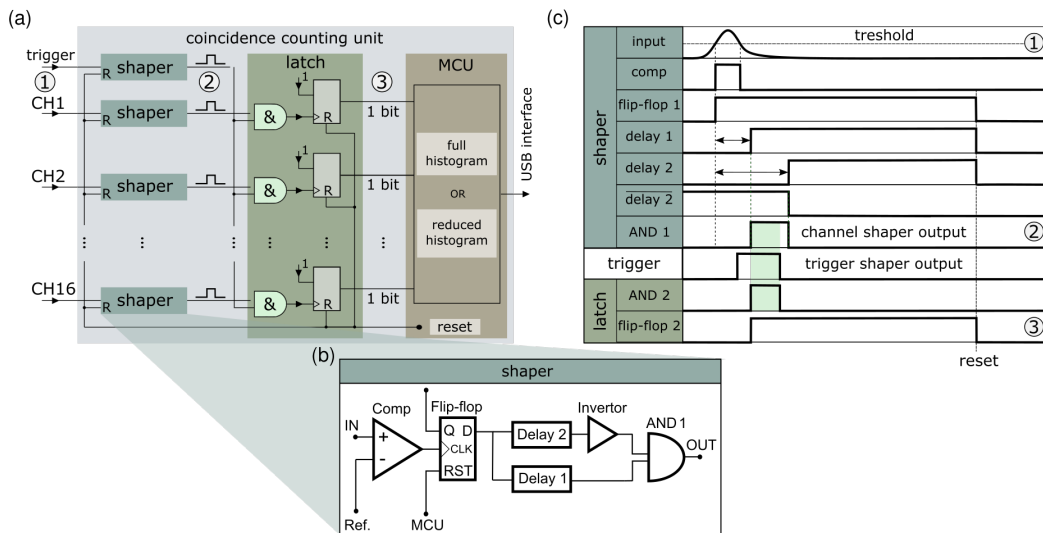 (a)
coincidence counting unit
trigger
①
R
shaper
②
latch
③
MCU
CH1
R
shaper
&
1
R
1 bit
CH2
R
shaper
&
1
R
1 bit
full
histogram
OR
reduced
histogram
USB interface
...
...
...
...
CH16
R
shaper
&
1
R
1 bit
reset
(b)
shaper
IN
Comp
+
-
Ref.
Flip-flop
Q D
CLK
RST
MCU
Delay 2
Delay 1
Invertor
AND 1
OUT
(c)
shaper
input
treshold
①
comp
flip-flop 1
delay 1
delay 2
delay 2
AND 1
channel shaper output
②
trigger
trigger shaper output
latch
AND 2
flip-flop 2
③
reset